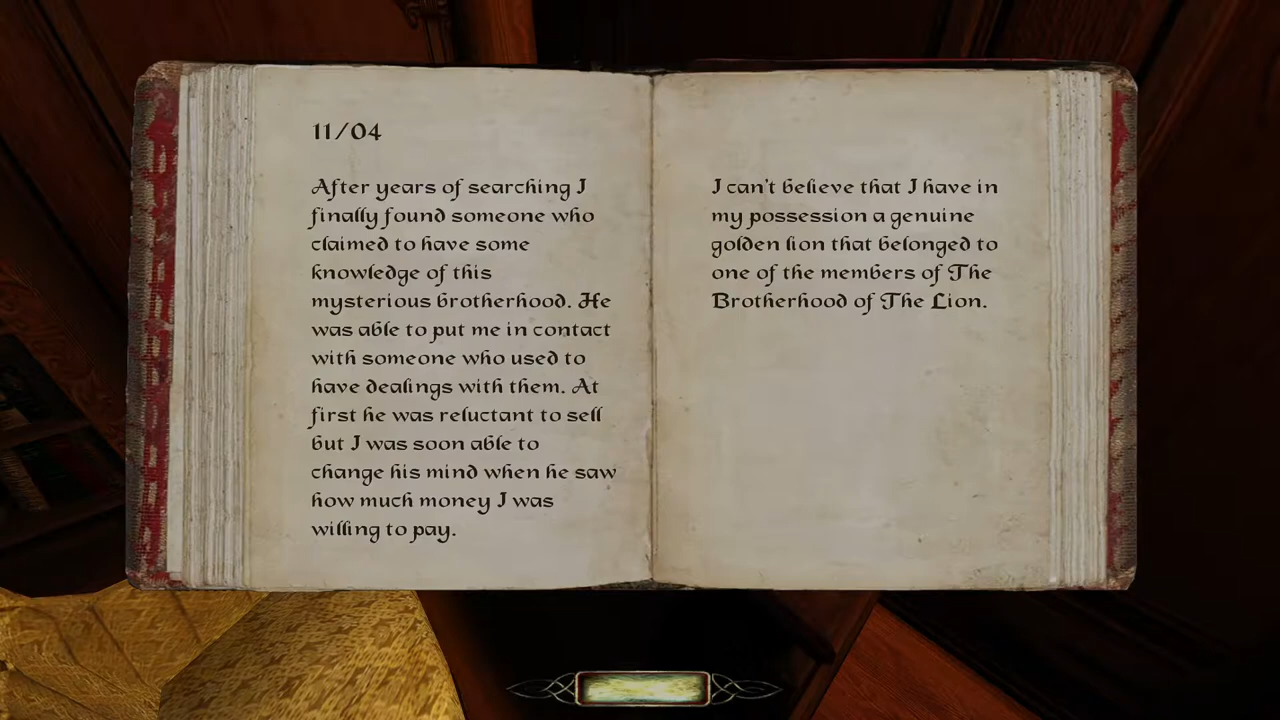 11/04
After years of searching I
finally found someone who
claimed to have some
knowledge of this
mysterious brotherhood. He
was able to put me in contact
with someone who used to
have dealings with them. At
first he was reluctant to sell
but I was soon able to
change his mind when he saw
how much money I was
willing to pay.
I can't believe that I have in
my possession a genuine
golden lion that belonged to
one of the members of The
Brotherhood of The Lion.